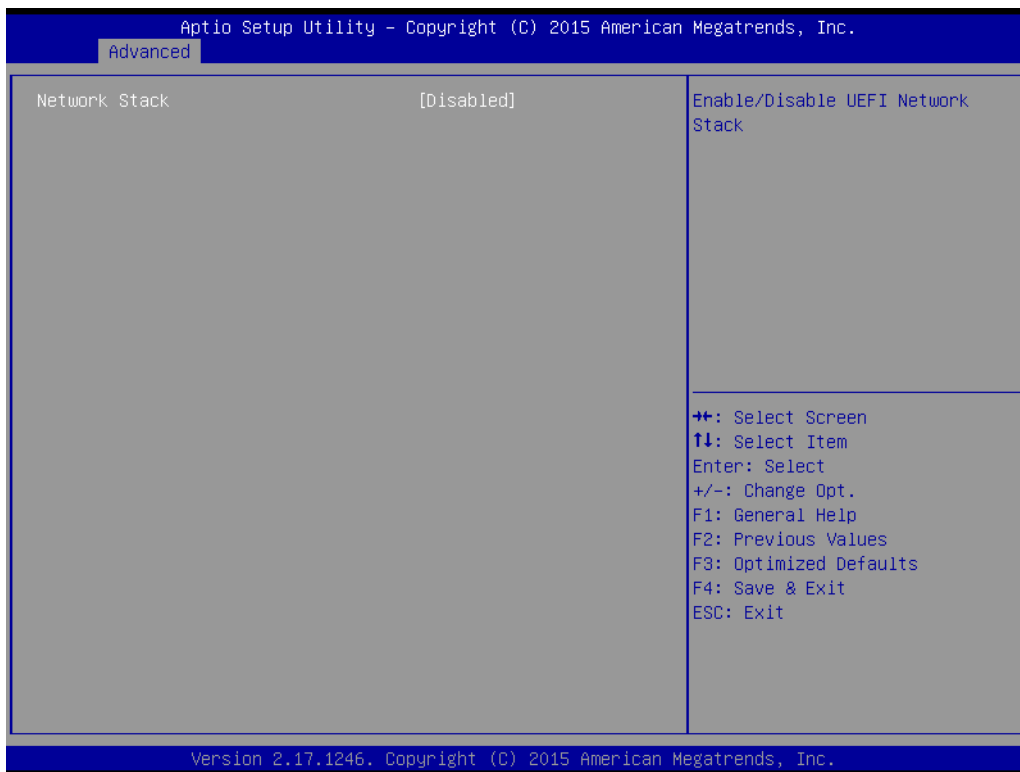 Aptio Setup Utility – Copyright (C) 2015 American Megatrends, Inc.
Advanced
Network Stack [Disabled]
Enable/Disable UEFI Network
Stack
→←: Select Screen
↑↓: Select Item
Enter: Select
+/-: Change Opt.
F1: General Help
F2: Previous Values
F3: Optimized Defaults
F4: Save & Exit
ESC: Exit
Version 2.17.1246. Copyright (C) 2015 American Megatrends, Inc.